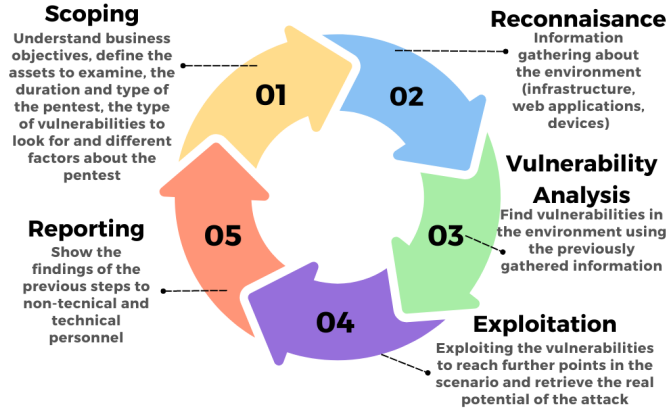 Scoping
Understand business
objectives, define the
assets to examine, the
duration and type of
the pentest, the type
of vulnerabilities to
look for and different
factors about the
pentest
01
Reconnaisance
Information
gathering about
the environment
(infrastructure,
web applications,
devices)
02
Vulnerability
Analysis
Find vulnerabilities in
the environment using
the previously
gathered information
03
Exploitation
Exploiting the vulnerabilities
to reach further points in the
scenario and retrieve the real
potential of the attack
04
Reporting
Show the
findings of the
previous steps to
non-tecnical and
technical
personnel
05